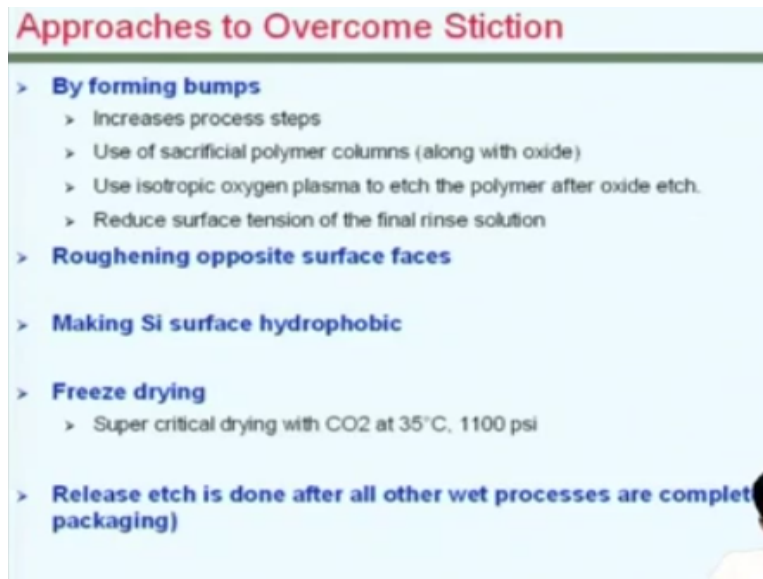 Approaches to Overcome Stiction
By forming bumps
Increases process steps
Use of sacrificial polymer columns (along with oxide)
Use isotropic oxygen plasma to etch the polymer after oxide etch.
Reduce surface tension of the final rinse solution
Roughening opposite surface faces
Making Si surface hydrophobic
Freeze drying
Super critical drying with CO2 at 35°C, 1100 psi
Release etch is done after all other wet processes are complet
packaging)